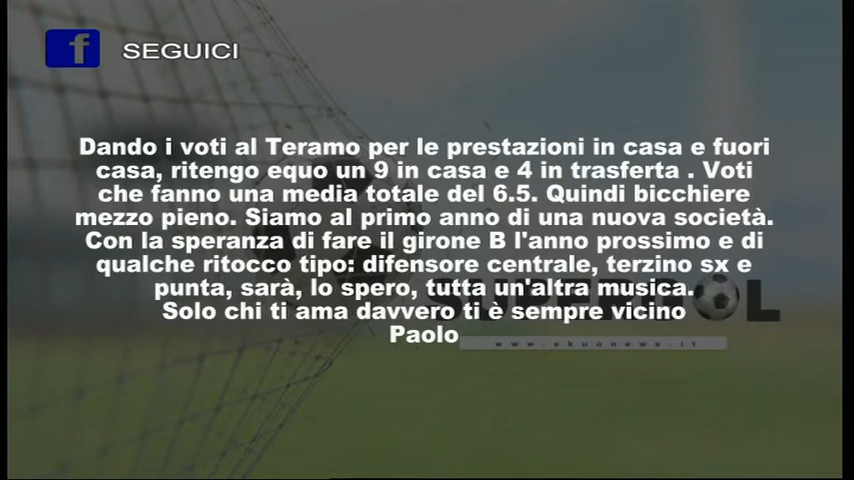 f SEGUICI
Dando i voti al Teramo per le prestazioni in casa e fuori
casa, ritengo equo un 9 in casa e 4 in trasferta . Voti
che fanno una media totale del 6.5. Quindi bicchiere
mezzo pieno. Siamo al primo anno di una nuova società.
Con la speranza di fare il girone B l'anno prossimo e di
qualche ritocco tipo: difensore centrale, terzino sx e
punta, sarà, lo spero, tutta un'altra musica.
Solo chi ti ama davvero ti è sempre vicino
Paolo
SUPERGOL
www.ekuonews.it